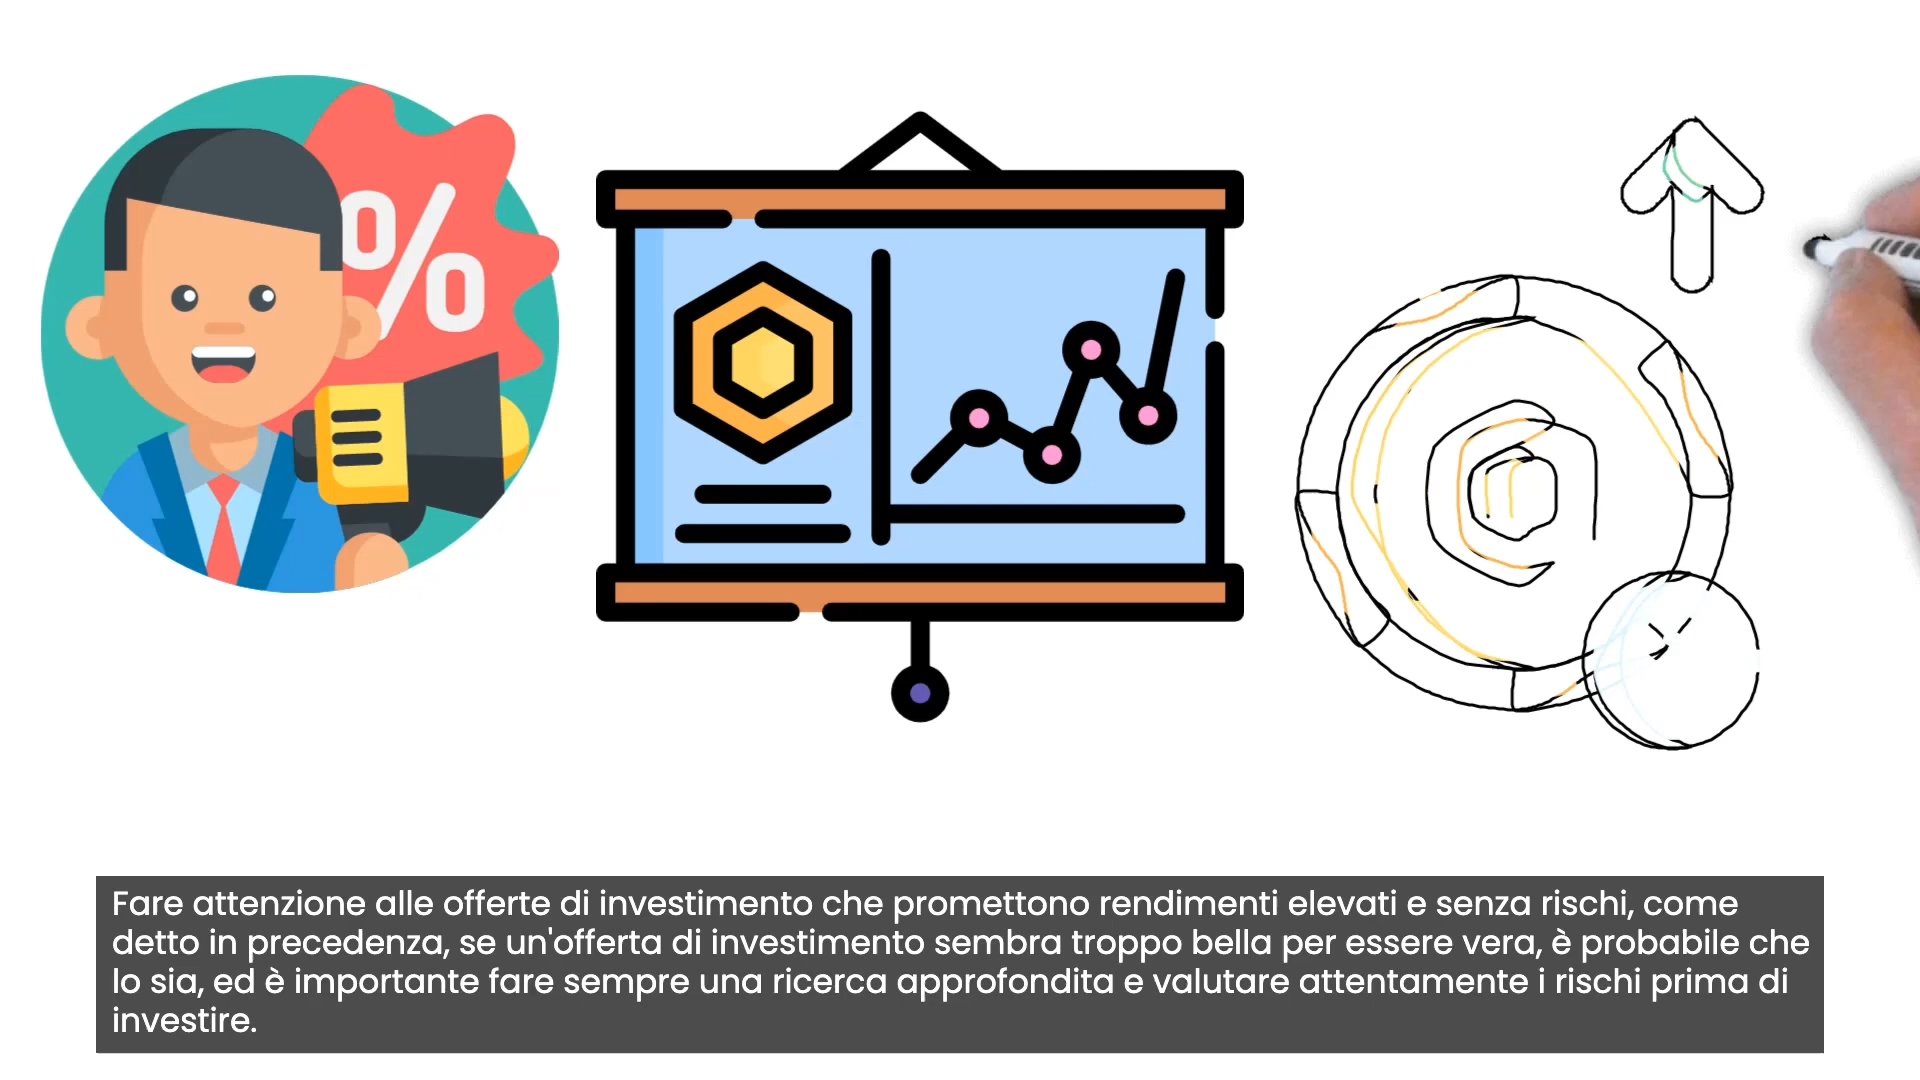 %
Fare attenzione alle offerte di investimento che promettono rendimenti elevati e senza rischi, come
detto in precedenza, se un'offerta di investimento sembra troppo bella per essere vera, è probabile che
lo sia, ed è importante fare sempre una ricerca approfondita e valutare attentamente i rischi prima di
investire.